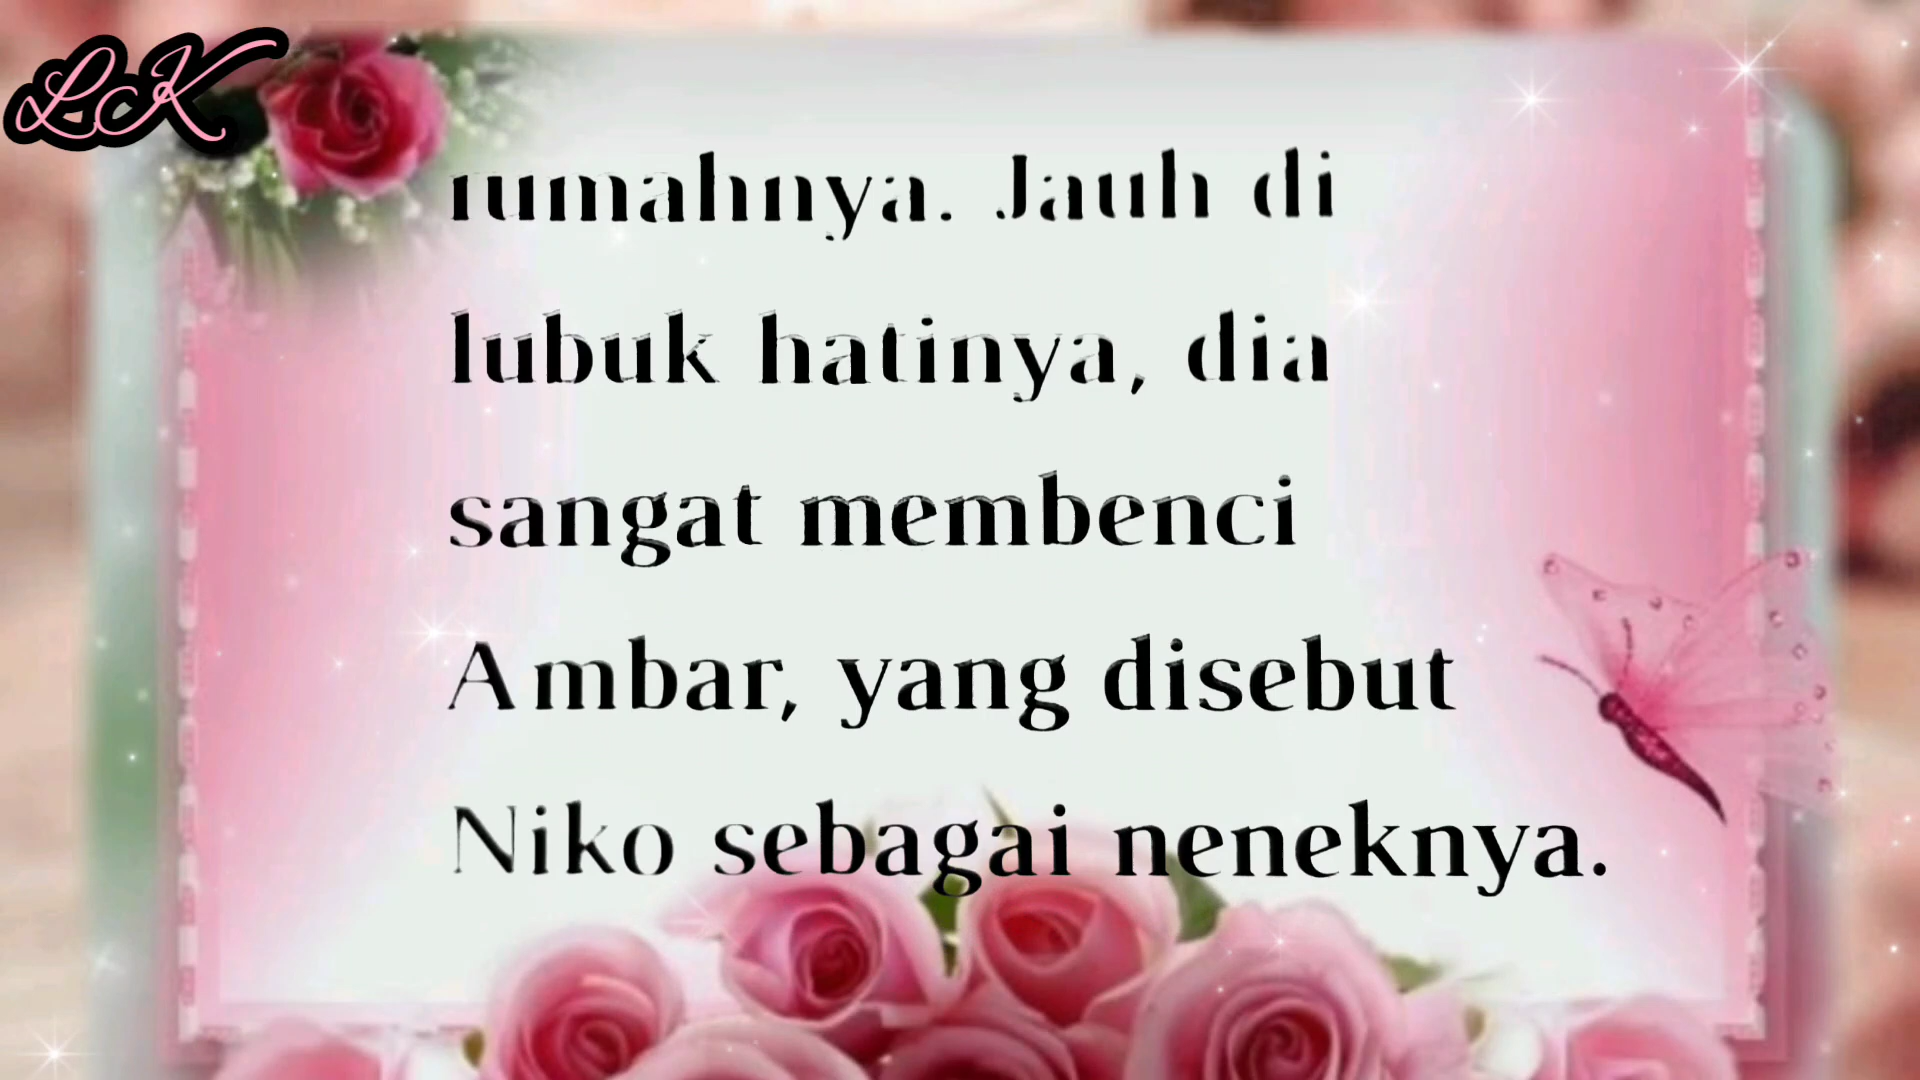 LK
rumahnya. Jauh di
lubuk hatinya, dia
sangat membenci
Ambar, yang disebut
Niko sebagai neneknya.